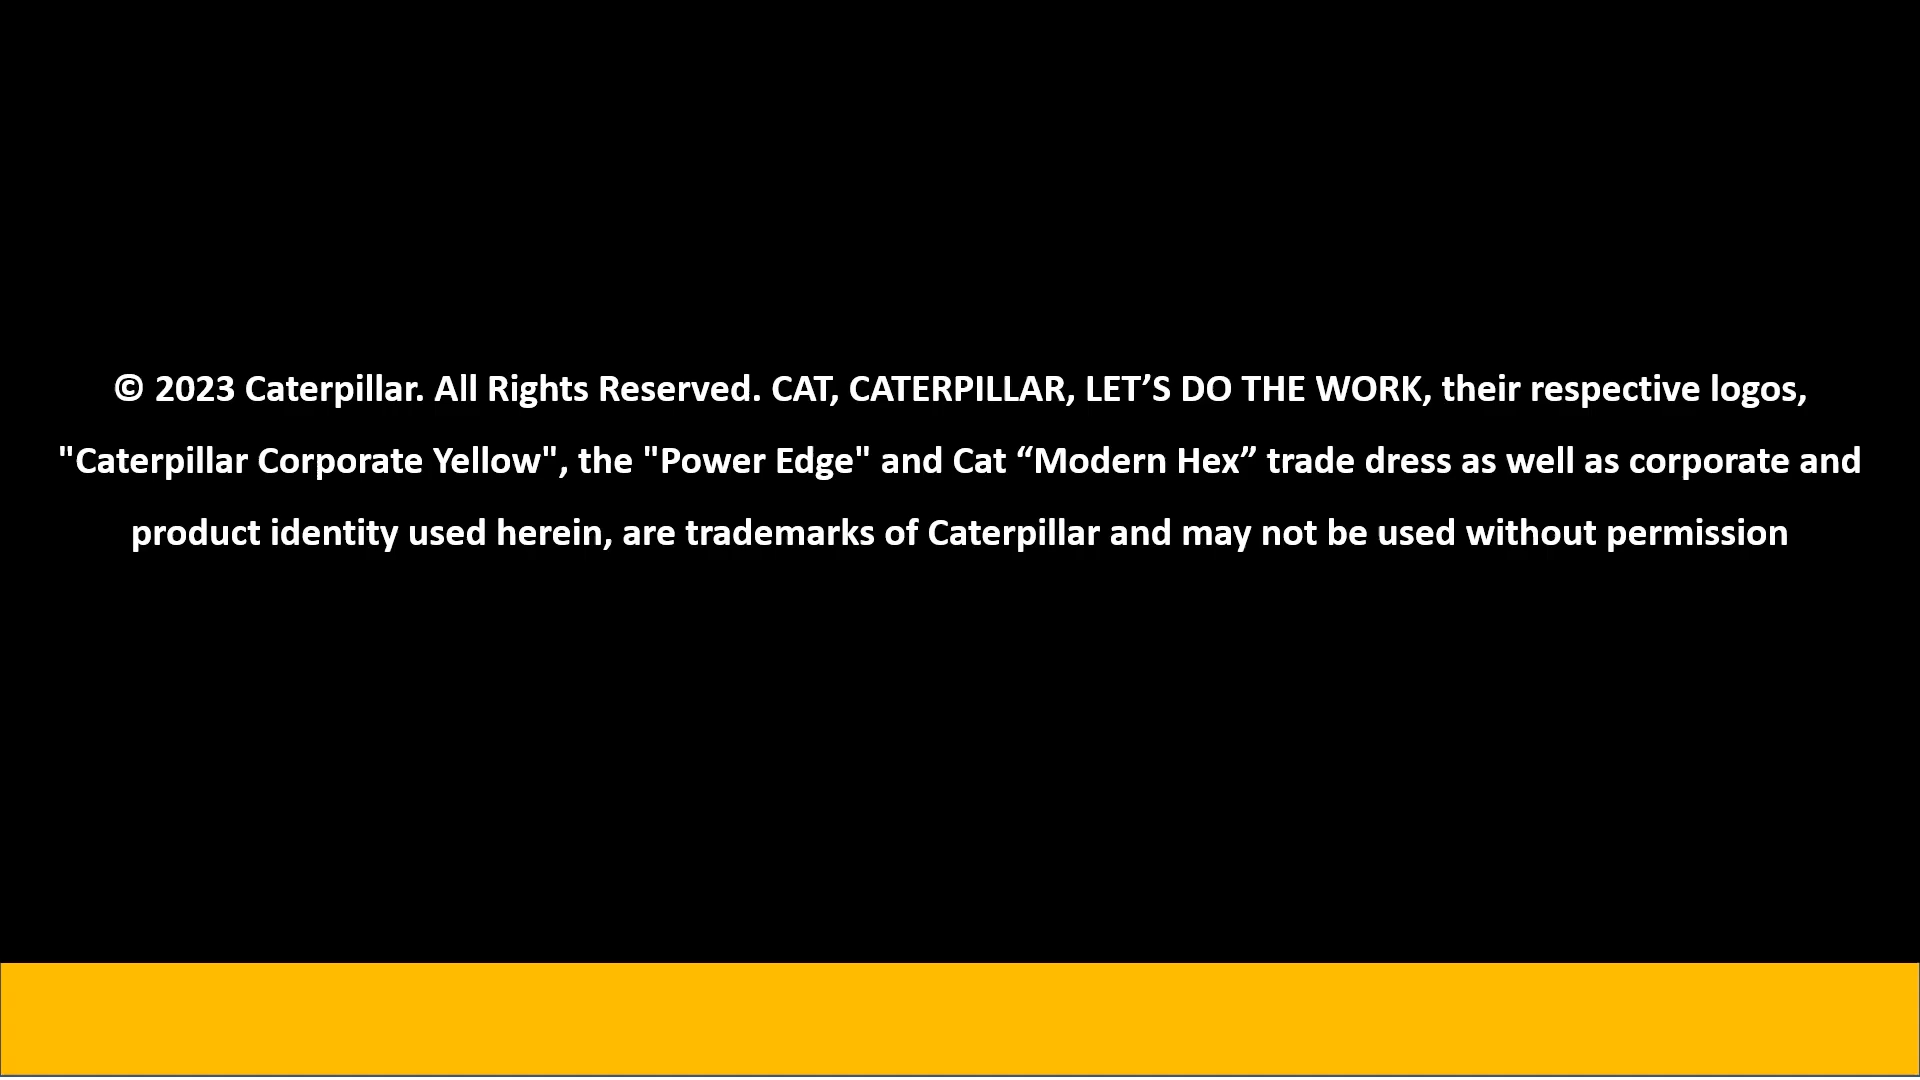 © 2023 Caterpillar. All Rights Reserved. CAT, CATERPILLAR, LET’S DO THE WORK, their respective logos,
"Caterpillar Corporate Yellow", the "Power Edge" and Cat “Modern Hex” trade dress as well as corporate and
product identity used herein, are trademarks of Caterpillar and may not be used without permission